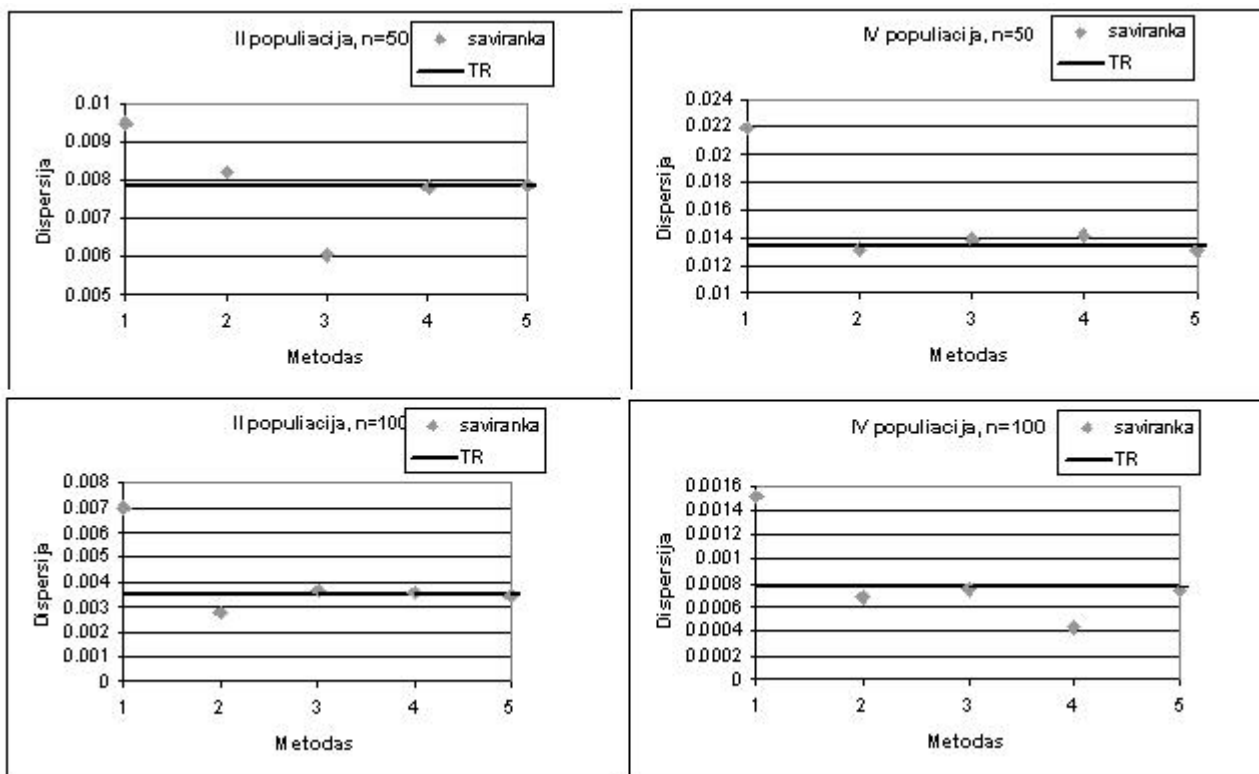 II populiacija, n=50
saviranka
TR
0.01
0.009
0.008
0.007
0.006
0.005
Dispersija
1 2 3 4 5
Metodas
IV populiacija, n=50
saviranka
TR
0.024
0.022
0.02
0.018
0.016
0.014
0.012
0.01
Dispersija
1 2 3 4 5
Metodas
II populiacija, n=100
saviranka
TR
0.008
0.007
0.006
0.005
0.004
0.003
0.002
0.001
0
Dispersija
1 2 3 4 5
Metodas
IV populiacija, n=100
saviranka
TR
0.0016
0.0014
0.0012
0.001
0.0008
0.0006
0.0004
0.0002
0
Dispersija
1 2 3 4 5
Metodas